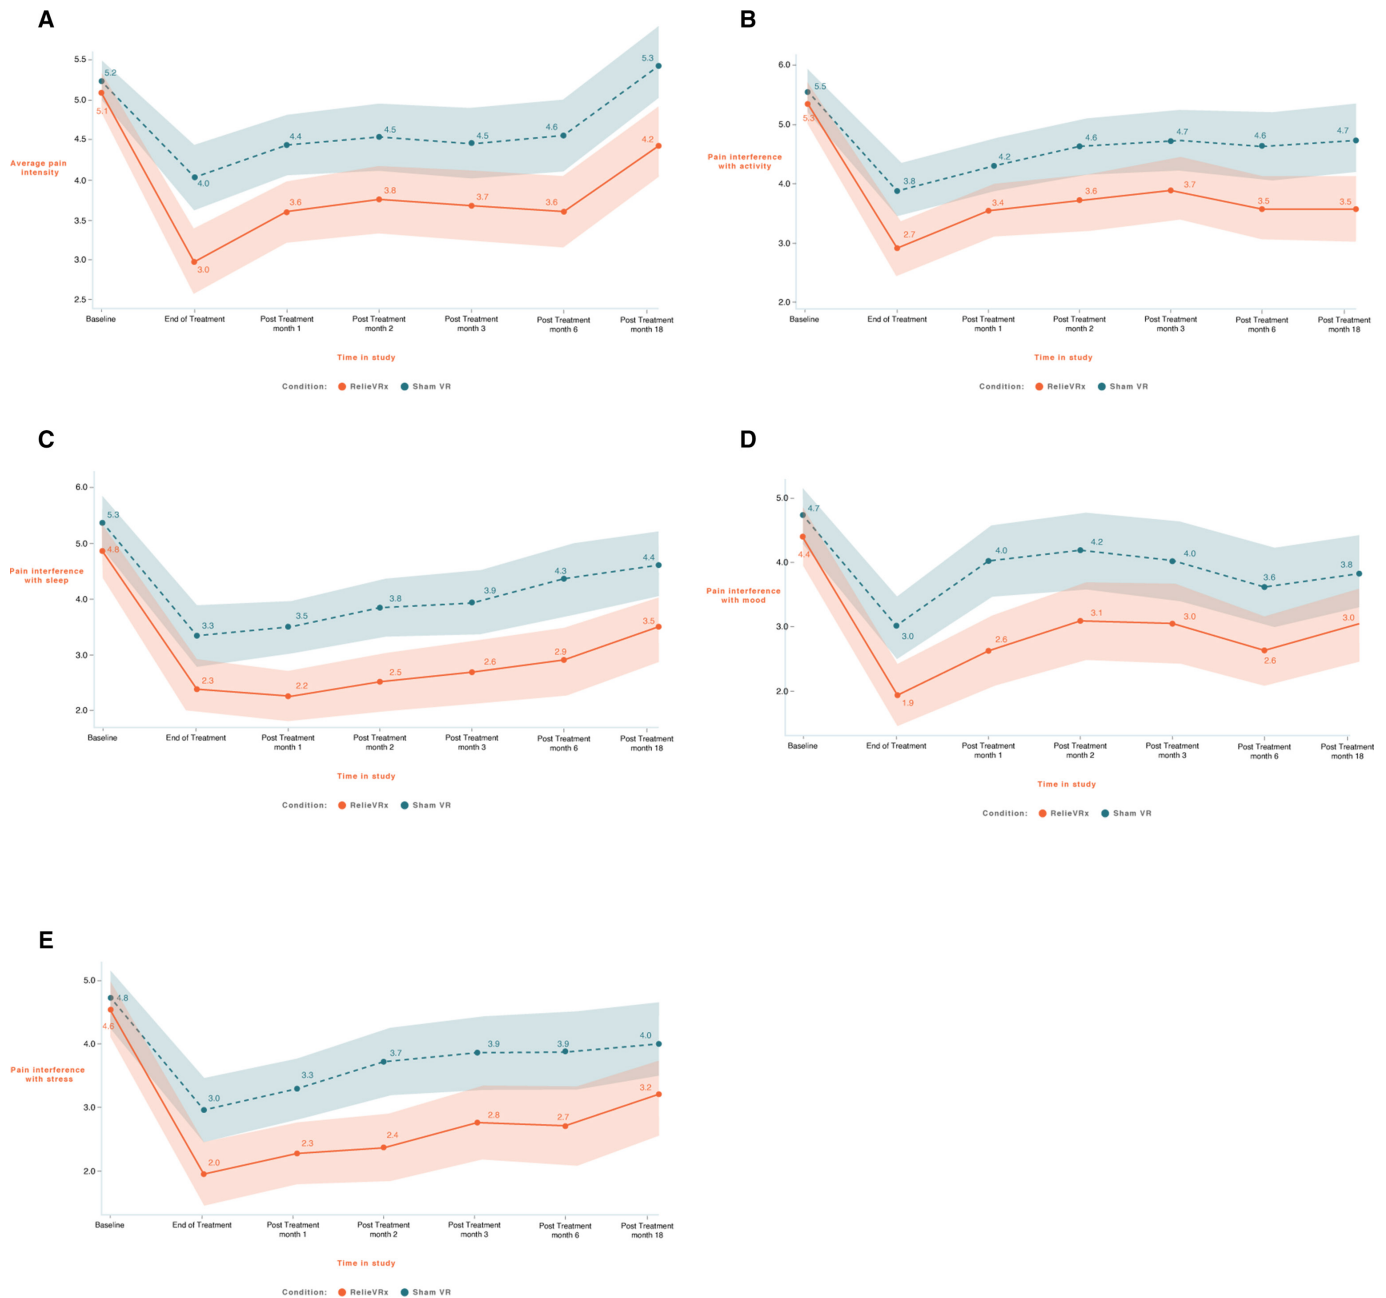 A
5.5
5.0
4.5
4.0
3.5
3.0
2.5
Average pain
intensity
5.2
5.1
4.0
3.0
4.4
3.6
4.5
3.8
4.5
3.7
4.6
3.6
5.3
4.2
Baseline
End of Treatment
Post Treatment
month 1
Post Treatment
month 2
Post Treatment
month 3
Post Treatment
month 6
Post Treatment
month 18
Time in study
Condition: RelieVRx Sham VR
B
6.0
5.0
4.0
3.0
2.0
Pain interference
with activity
5.5
5.3
3.8
2.7
4.2
3.4
4.6
3.6
4.7
3.7
4.6
3.5
4.7
3.5
Baseline
End of Treatment
Post Treatment
month 1
Post Treatment
month 2
Post Treatment
month 3
Post Treatment
month 6
Post Treatment
month 18
Time in study
Condition: RelieVRx Sham VR
C
6.0
5.0
4.0
3.0
2.0
Pain interference
with sleep
5.3
4.8
3.3
2.3
3.5
2.2
3.8
2.5
3.9
2.6
4.3
2.9
4.4
3.5
Baseline
End of Treatment
Post Treatment
month 1
Post Treatment
month 2
Post Treatment
month 3
Post Treatment
month 6
Post Treatment
month 18
Time in study
Condition: RelieVRx Sham VR
D
5.0
4.0
3.0
2.0
Pain interference
with mood
4.7
4.4
3.0
1.9
4.0
2.6
4.2
3.1
4.0
3.0
3.6
2.6
3.8
3.0
Baseline
End of Treatment
Post Treatment
month 1
Post Treatment
month 2
Post Treatment
month 3
Post Treatment
month 6
Post Treatment
month 18
Time in study
Condition: RelieVRx Sham VR
E
5.0
4.0
3.0
2.0
Pain interference
with stress
4.8
4.6
3.0
2.0
3.3
2.3
3.7
2.4
3.9
2.8
3.9
2.7
4.0
3.2
Baseline
End of Treatment
Post Treatment
month 1
Post Treatment
month 2
Post Treatment
month 3
Post Treatment
month 6
Post Treatment
month 18
Time in study
Condition: RelieVRx Sham VR